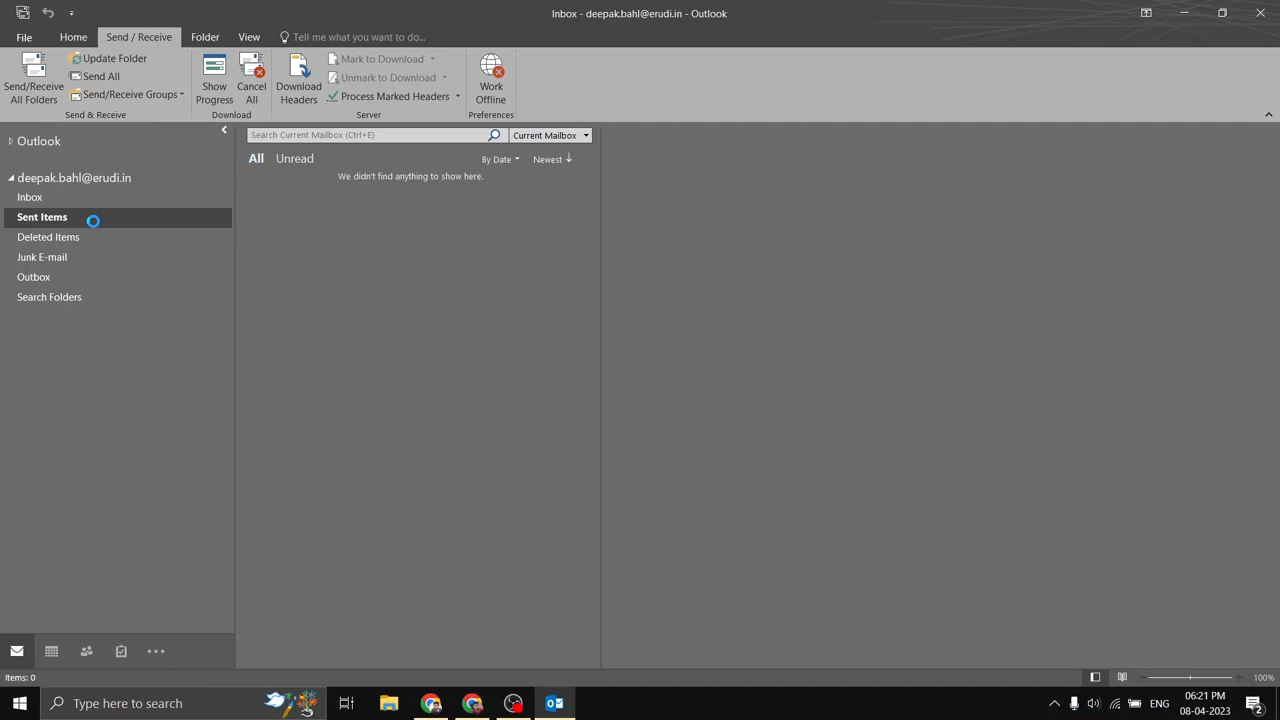 Inbox - deepak.bahl@erudi.in - Outlook
File Home Send / Receive Folder View Tell me what you want to do...
Send/Receive All Folders
Update Folder
Send All
Send/Receive Groups
Show Progress
Cancel All
Download Headers
Mark to Download
Unmark to Download
Process Marked Headers
Work Offline
Send & Receive Download Server Preferences
Outlook
deepak.bahl@erudi.in
Inbox
Sent Items
Deleted Items
Junk E-mail
Outbox
Search Folders
Search Current Mailbox (Ctrl+E) Current Mailbox
All Unread By Date Newest
We didn't find anything to show here.
Items: 0 100%
Type here to search
ENG
06:21 PM
08-04-2023
2